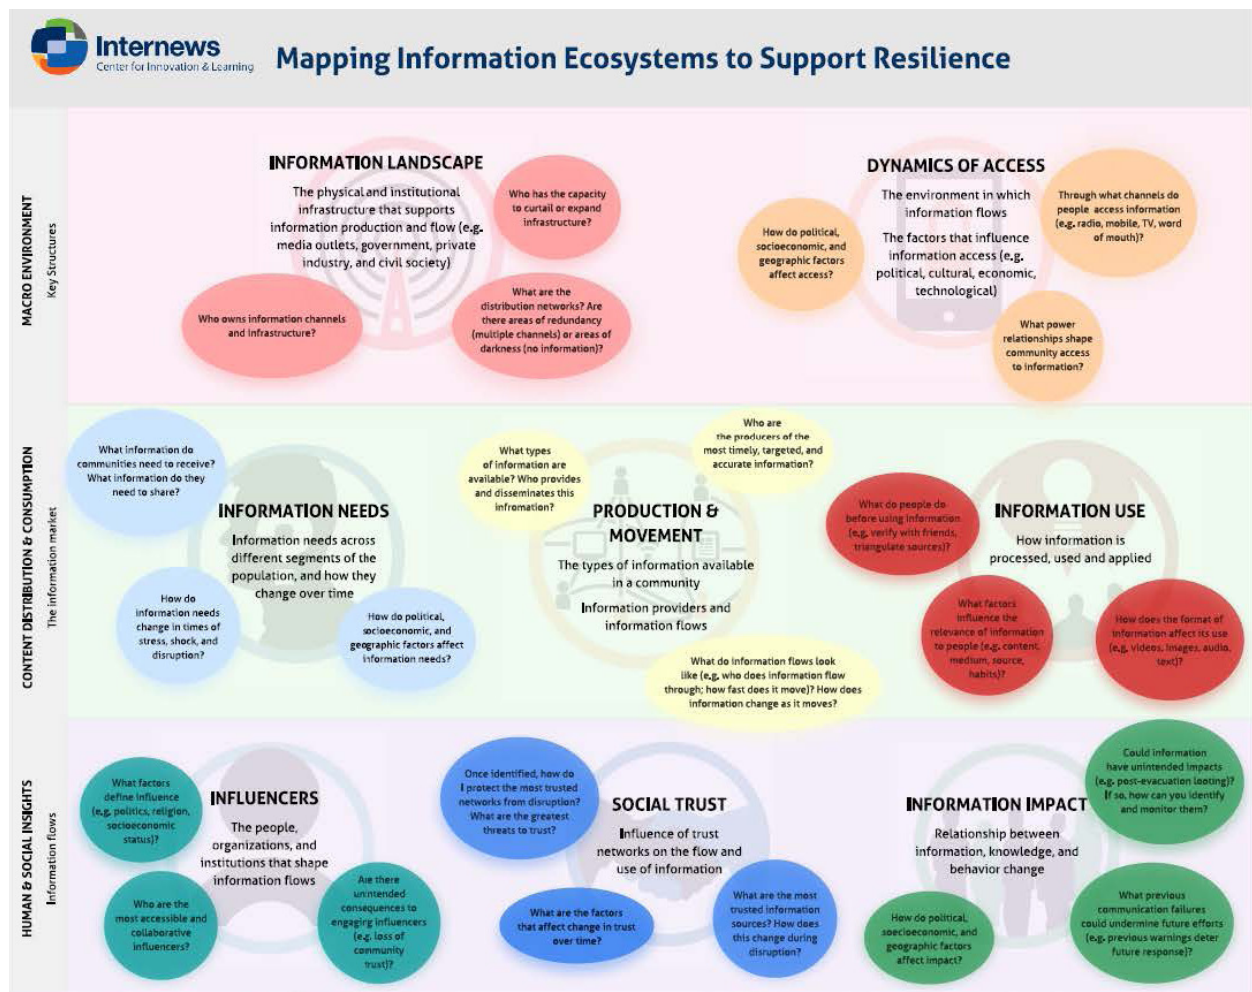 Internews
Center for Innovation & Learning
Mapping Information Ecosystems to Support Resilience
MACRO ENVIRONMENT
Key Structures
INFORMATION LANDSCAPE
The physical and institutional
infrastructure that supports
information production and flow (e.g.
media outlets, government, private
industry, and civil society)
Who has the capacity
to curtail or expand
infrastructure?
Who owns information channels
and infrastructure?
What are the
distribution networks? Are
there areas of redundancy
(multiple channels) or areas of
darkness (no information)?
DYNAMICS OF ACCESS
The environment in which
information flows
The factors that influence
information access (e.g.
political, cultural, economic,
technological)
How do political,
socioeconomic, and
geographic factors
affect access?
Through what channels do
people access information
(e.g. radio, mobile, TV, word
of mouth)?
What power
relationships shape
community access
to information?
CONTENT DISTRIBUTION & CONSUMPTION
The information market
What information do
communities need to receive?
What information do they
need to share?
INFORMATION NEEDS
Information needs across
different segments of the
population, and how they
change over time
How do
information needs
change in times of
stress, shock, and
disruption?
How do political,
socioeconomic, and
geographic factors affect
information needs?
What types
of information are
available? Who provides
and disseminates this
infromation?
Who are
the producers of the
most timely, targeted, and
accurate information?
PRODUCTION &
MOVEMENT
The types of information available
in a community
Information providers and
information flows
What do information flows look
like (e.g. who does information flow
through; how fast does it move)? How does
information change as it moves?
What do people do
before using information
(e.g. verify with friends,
triangulate sources)?
INFORMATION USE
How information is
processed, used and applied
What factors
influence the
relevance of information
to people (e.g. content,
medium, source,
habits)?
How does the format of
information affect its use
(e.g. videos, images, audio,
text)?
HUMAN & SOCIAL INSIGHTS
Information flows
What factors
define influence
(e.g. politics, religion,
socioeconomic
status)?
INFLUENCERS
The people,
organizations, and
institutions that shape
information flows
Who are the
most accessible and
collaborative
influencers?
Are there
unintended
consequences to
engaging influencers
(e.g. loss of
community
trust)?
Once identified, how do
I protect the most trusted
networks from disruption?
What are the greatest
threats to trust?
SOCIAL TRUST
Influence of trust
networks on the flow and
use of information
What are the factors
that affect change in trust
over time?
What are the most
trusted information
sources? How does
this change during
disruption?
INFORMATION IMPACT
Relationship between
information, knowledge, and
behavior change
Could information
have unintended impacts
(e.g. post-evacuation looting)?
If so, how can you identify
and monitor them?
How do political,
soecioeconomic, and
geographic factors
affect impact?
What previous
communication failures
could undermine future efforts
(e.g. previous warnings deter
future response)?